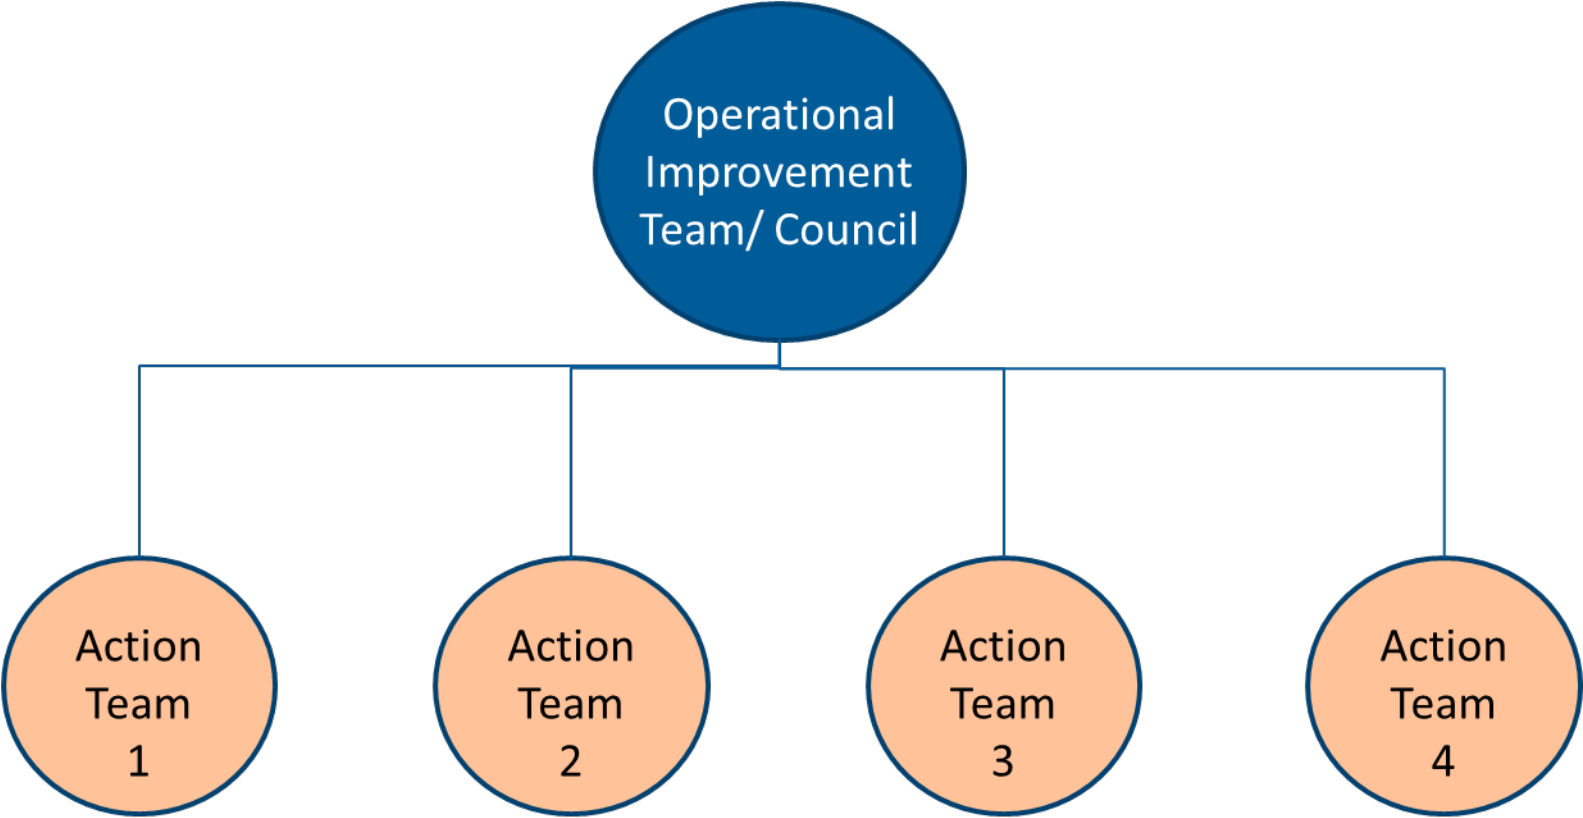 Operational
Improvement
Team/ Council
Action
Team
1
Action
Team
2
Action
Team
3
Action
Team
4